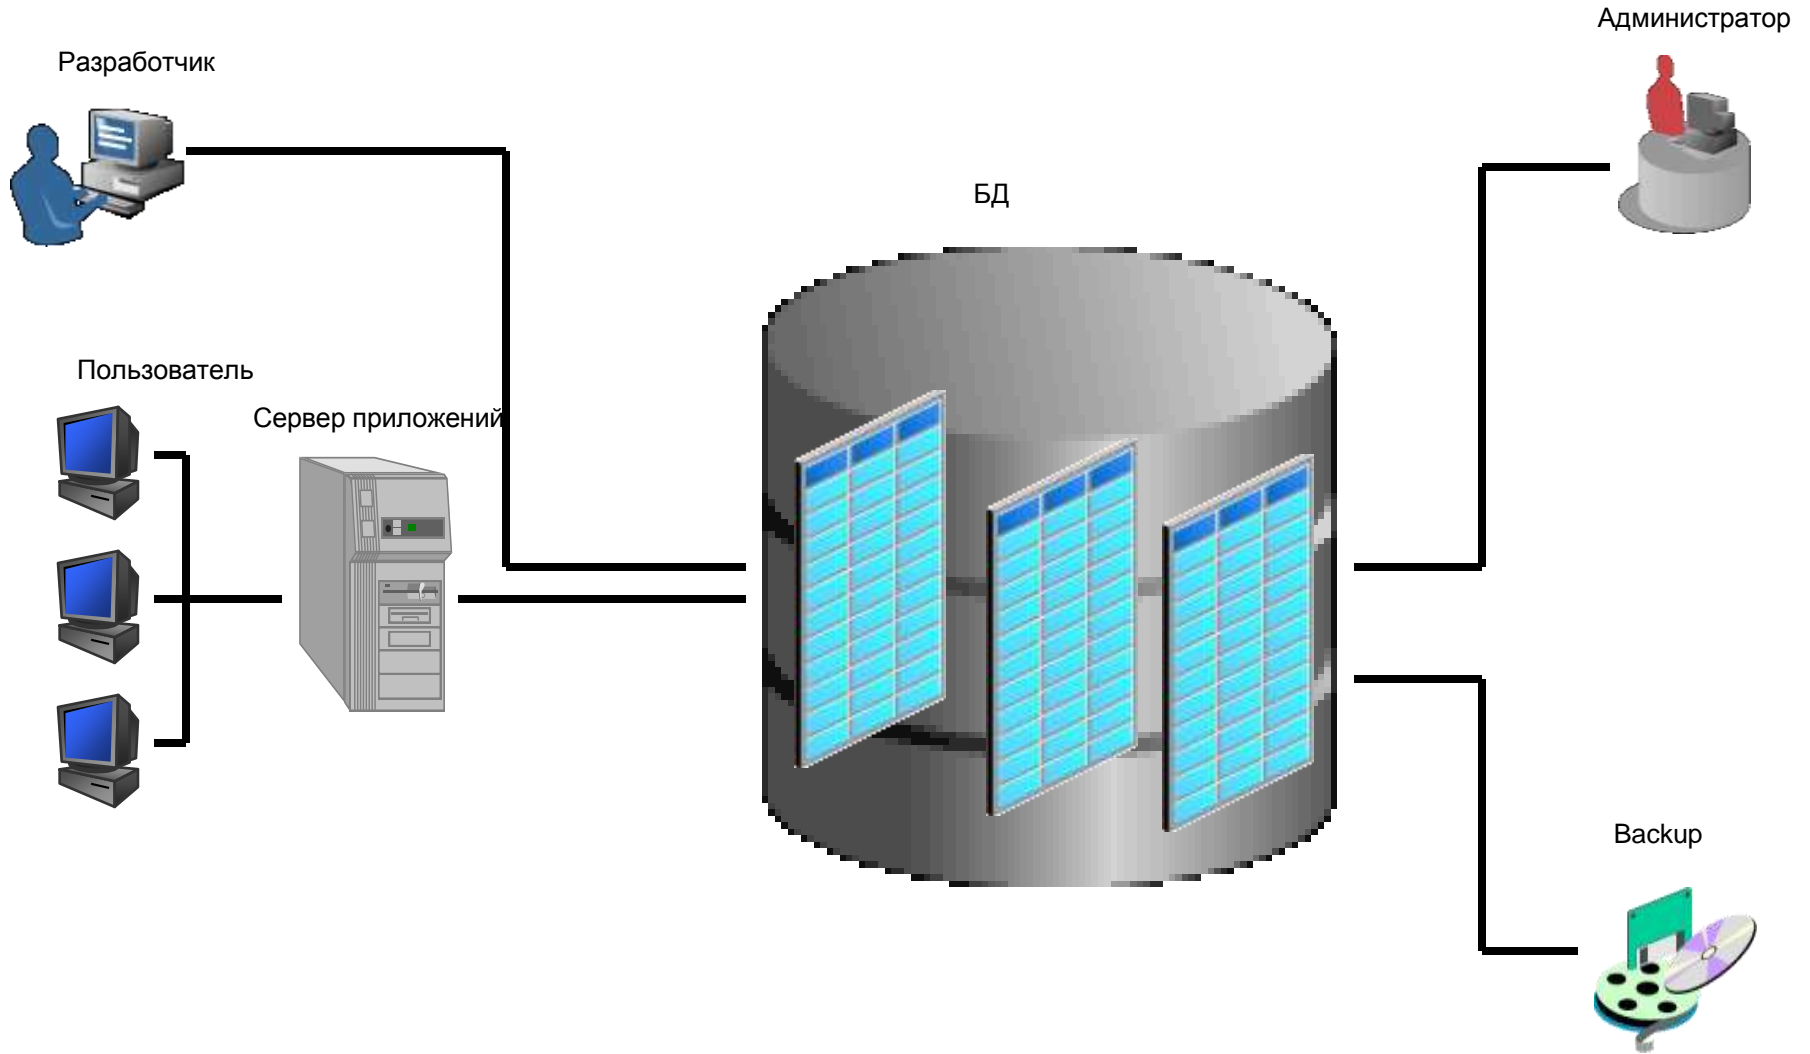 Администратор
Разработчик
БД
Пользователь
Сервер приложений
Backup